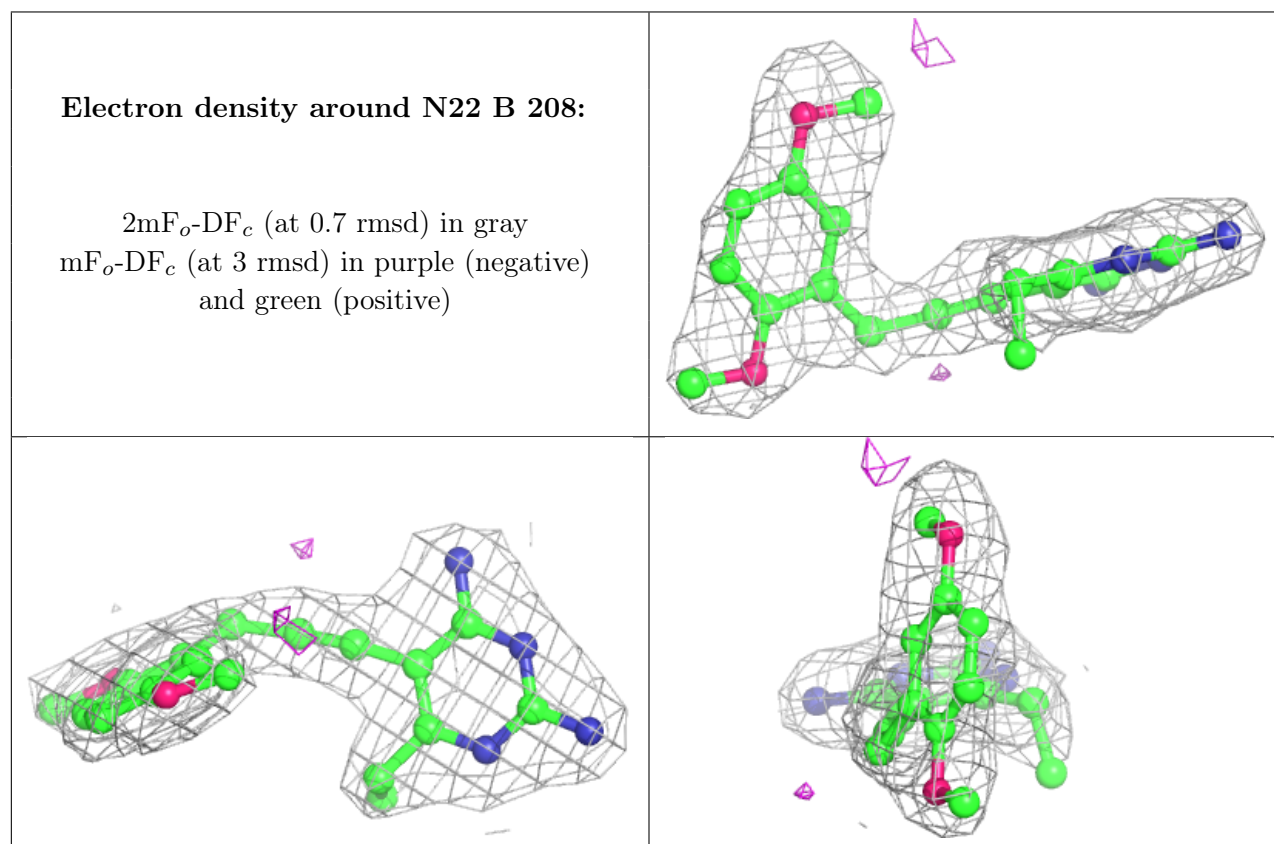 Electron density around N22 B 208:
2mFo-DFc (at 0.7 rmsd) in gray
mFo-DFc (at 3 rmsd) in purple (negative)
and green (positive)